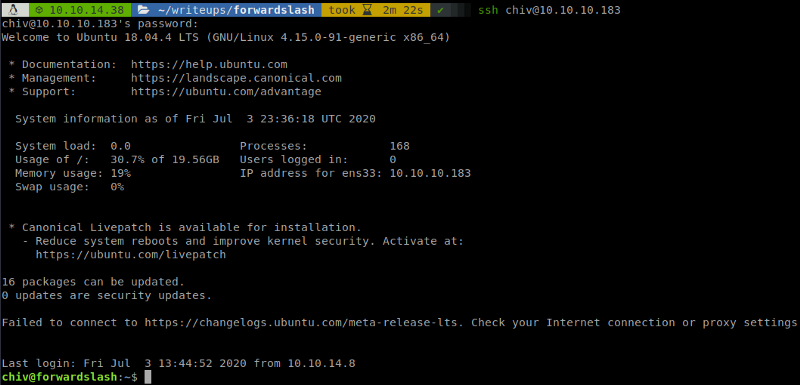 10.10.14.38 ~/writeups/forwardslash took 2m 22s ✔ ssh chiv@10.10.10.183
chiv@10.10.10.183's password:
Welcome to Ubuntu 18.04.4 LTS (GNU/Linux 4.15.0-91-generic x86_64)

 * Documentation:  https://help.ubuntu.com
 * Management:     https://landscape.canonical.com
 * Support:        https://ubuntu.com/advantage

  System information as of Fri Jul  3 23:36:18 UTC 2020

  System load:  0.0                Processes:            168
  Usage of /:   30.7% of 19.56GB   Users logged in:      0
  Memory usage: 19%                IP address for ens33: 10.10.10.183
  Swap usage:   0%

 * Canonical Livepatch is available for installation.
   - Reduce system reboots and improve kernel security. Activate at:
     https://ubuntu.com/livepatch

16 packages can be updated.
0 updates are security updates.

Failed to connect to https://changelogs.ubuntu.com/meta-release-lts. Check your Internet connection or proxy settings

Last login: Fri Jul  3 13:44:52 2020 from 10.10.14.8
chiv@forwardslash:~$